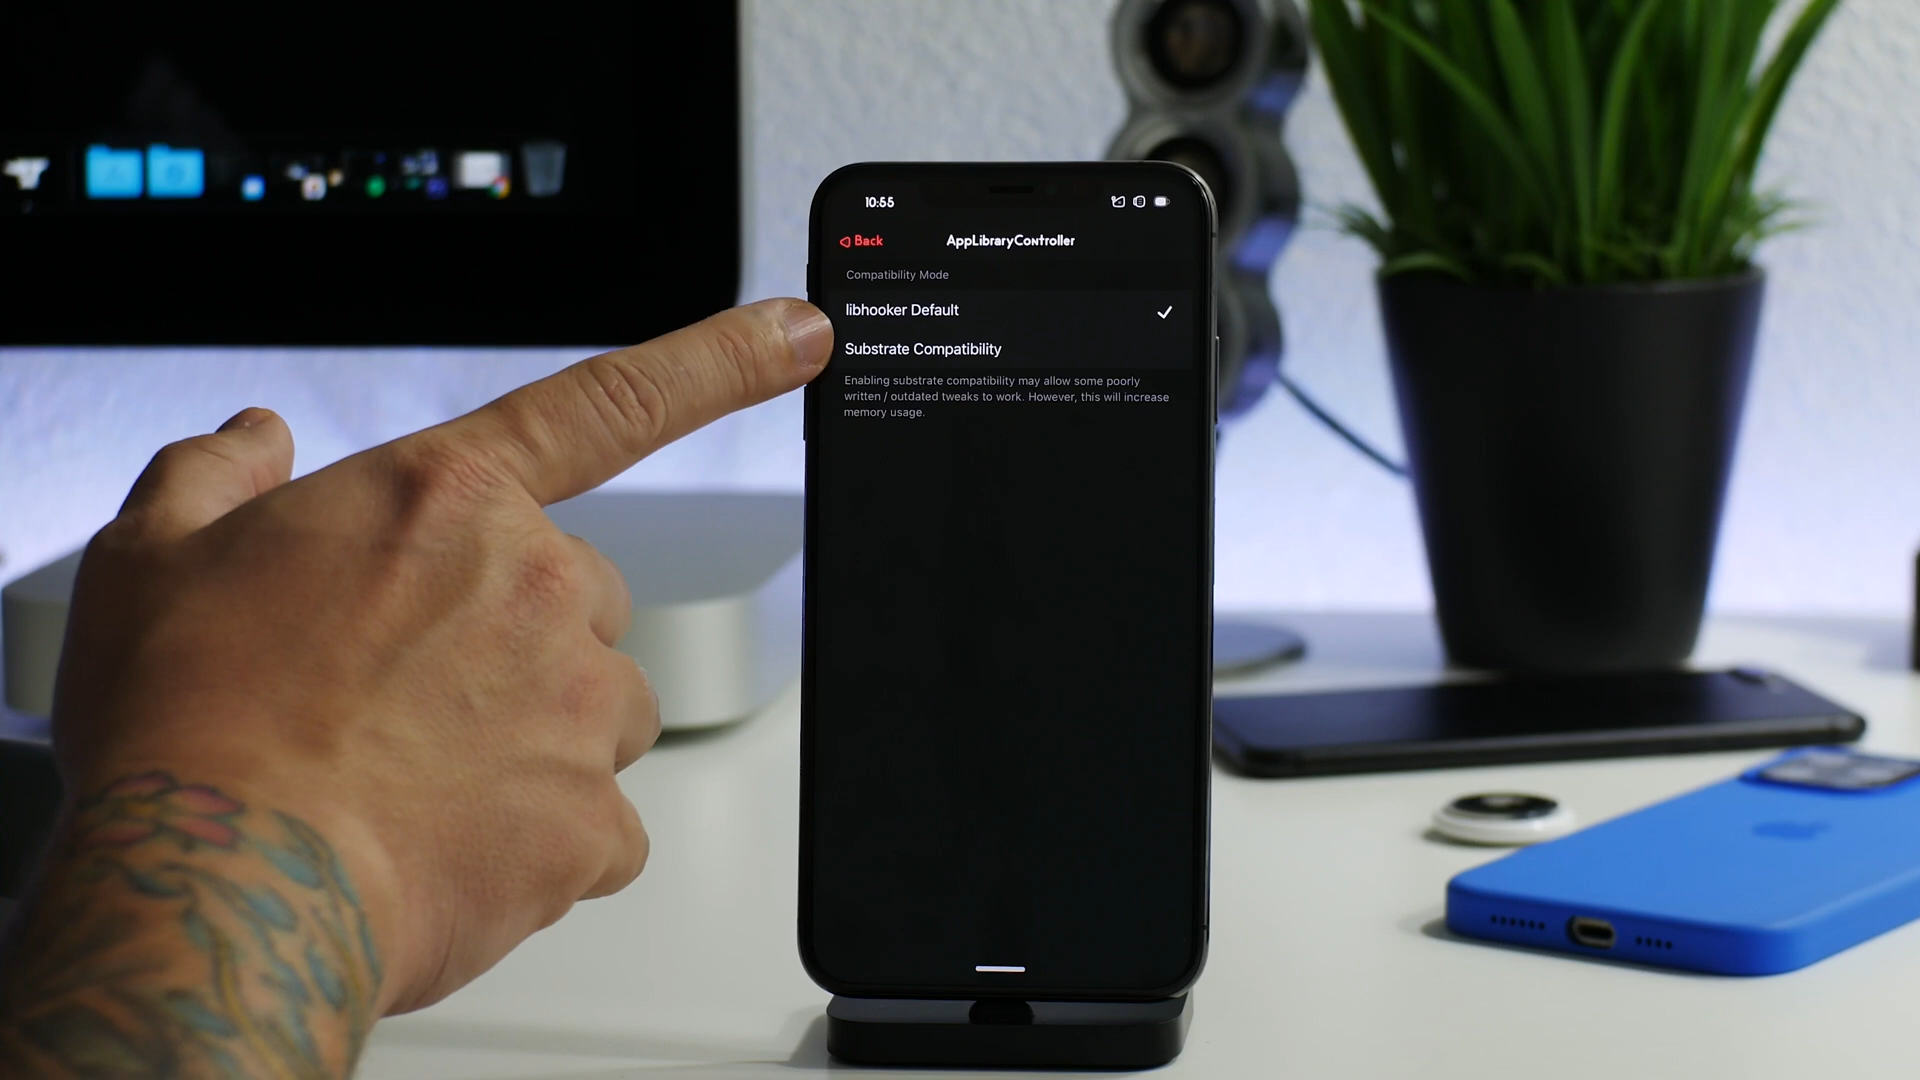 10:55
Back
AppLibraryController
Compatibility Mode
libhooker Default
Substrate Compatibility
Enabling substrate compatibility may allow some poorly
written / outdated tweaks to work. However, this will increase
memory usage.